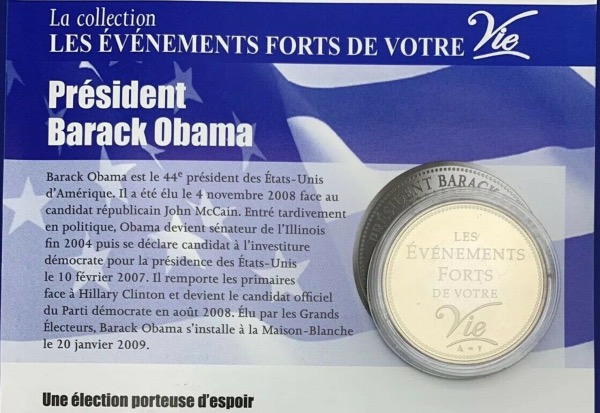 La collection
LES ÉVÉNEMENTS FORTS DE VOTRE Vie
Président
Barack Obama
Barack Obama est le 44e président des États-Unis
d'Amérique. Il a été élu le 4 novembre 2008 face au
candidat républicain John McCain. Entré tardivement
en politique, Obama devient sénateur de l'Illinois
fin 2004 puis se déclare candidat à l'investiture
démocrate pour la présidence des États-Unis
le 10 février 2007. Il remporte les primaires
face à Hillary Clinton et devient le candidat officiel
du Parti démocrate en août 2008. Élu par les Grands
Électeurs, Barack Obama s'installe à la Maison-Blanche
le 20 janvier 2009.
PRÉSIDENT BARACK
LES
ÉVÉNEMENTS
FORTS
DE VOTRE
Vie
Une élection porteuse d'espoir